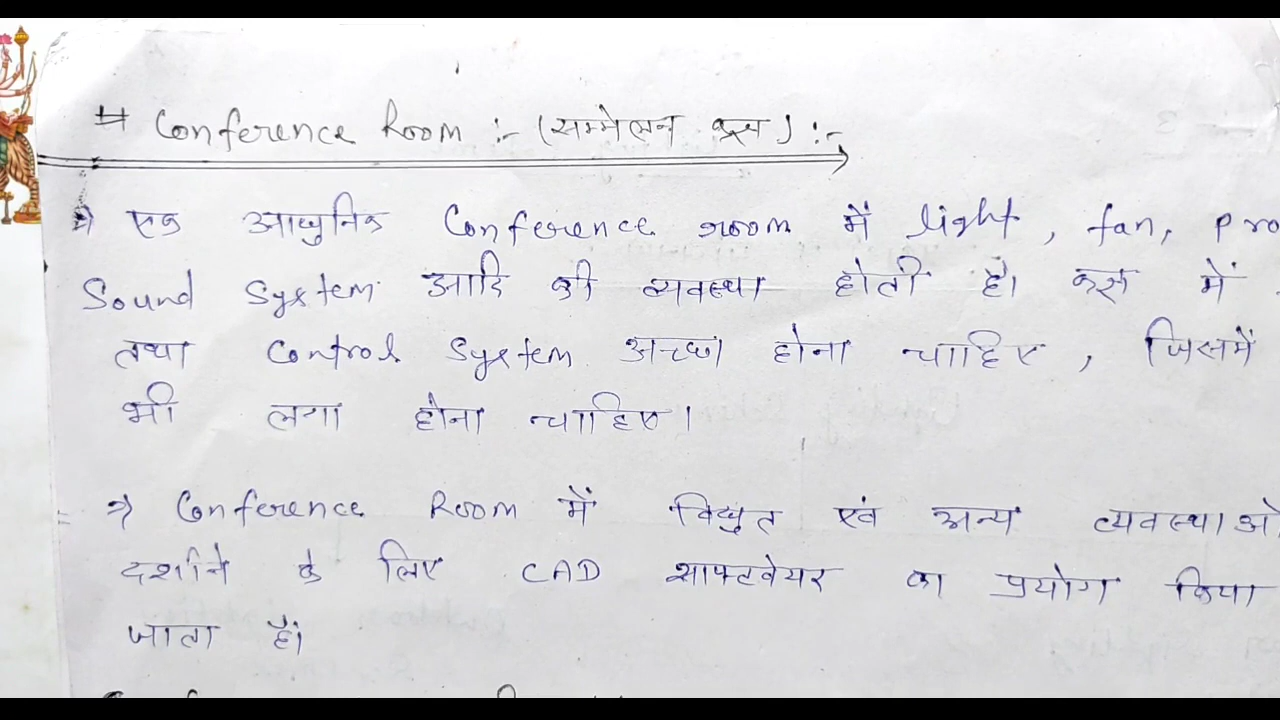 # Conference Room :- (सम्मेलन कक्ष) :-
⇒ एक आधुनिक Conference room में light, fan, pro
Sound System आदि की व्यवस्था होती है। कक्ष में
तथा Control System अच्छा होना चाहिए, जिसमें
भी लगा होना चाहिए।
⇒ Conference Room में विद्युत एवं अन्य व्यवस्थाओं
दर्शाने के लिए CAD साफ्टवेयर का प्रयोग किया
जाता है।